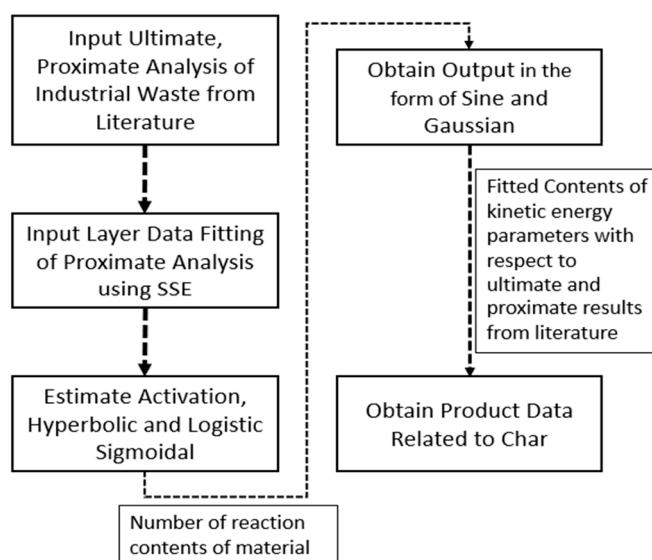 Input Ultimate,
Proximate Analysis of
Industrial Waste from
Literature
Input Layer Data Fitting
of Proximate Analysis
using SSE
Estimate Activation,
Hyperbolic and Logistic
Sigmoidal
Number of reaction
contents of material
Obtain Output in the
form of Sine and
Gaussian
Fitted Contents of
kinetic energy
parameters with
respect to
ultimate and
proximate results
from literature
Obtain Product Data
Related to Char